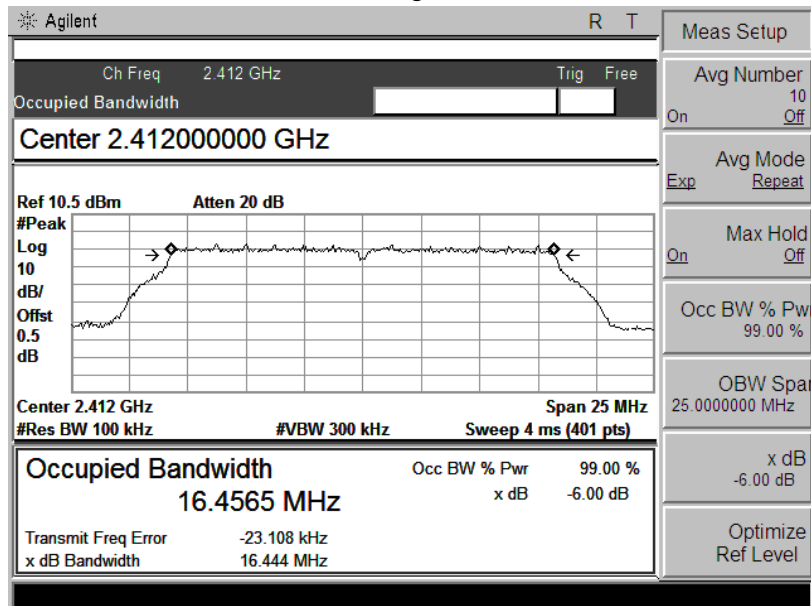 Agilent R T
Ch Freq 2.412 GHz Trig Free
Occupied Bandwidth
Center 2.412000000 GHz
Ref 10.5 dBm Atten 20 dB
#Peak
Log
10
dB/
Offst
0.5
dB
Center 2.412 GHz Span 25 MHz
#Res BW 100 kHz #VBW 300 kHz Sweep 4 ms (401 pts)
Occupied Bandwidth Occ BW % Pwr 99.00 %
16.4565 MHz x dB -6.00 dB
Transmit Freq Error -23.108 kHz
x dB Bandwidth 16.444 MHz
Meas Setup
Avg Number
10
On Off
Avg Mode
Exp Repeat
Max Hold
On Off
Occ BW % Pwr
99.00 %
OBW Spa
25.0000000 MHz
x dB
-6.00 dB
Optimize
Ref Level